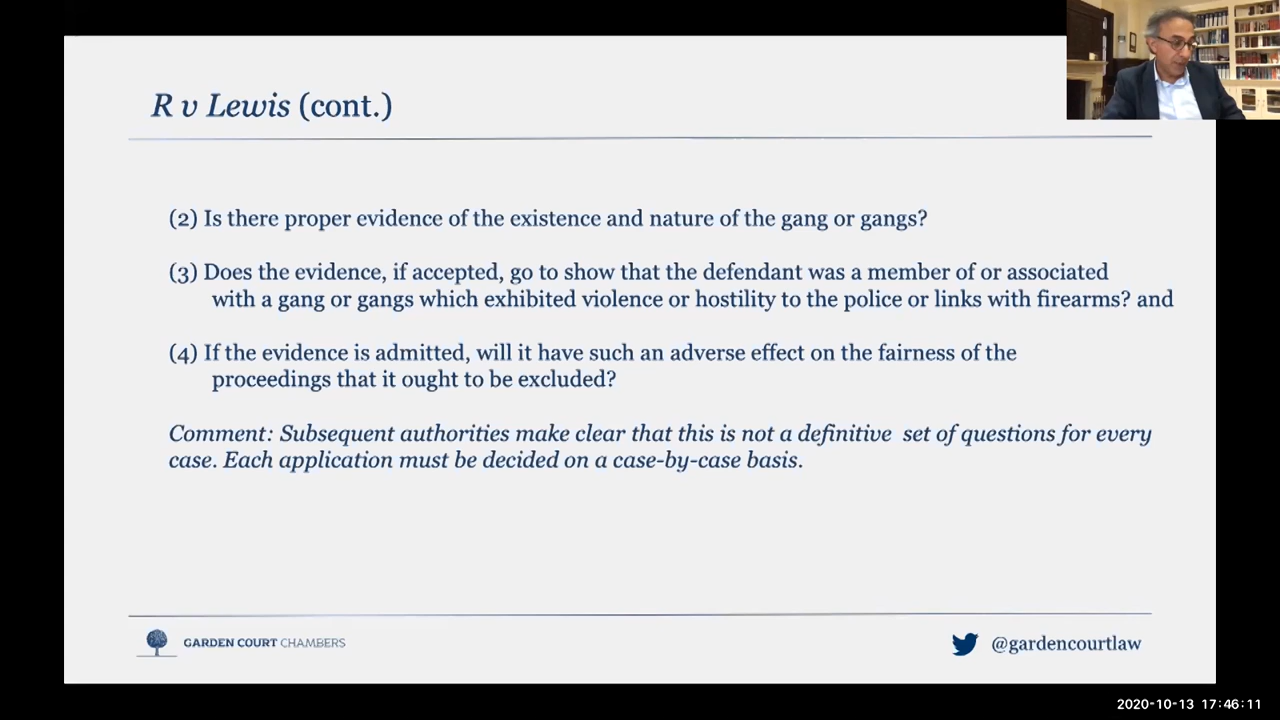 R v Lewis (cont.)
(2) Is there proper evidence of the existence and nature of the gang or gangs?
(3) Does the evidence, if accepted, go to show that the defendant was a member of or associated
with a gang or gangs which exhibited violence or hostility to the police or links with firearms? and
(4) If the evidence is admitted, will it have such an adverse effect on the fairness of the
proceedings that it ought to be excluded?
Comment: Subsequent authorities make clear that this is not a definitive set of questions for every
case. Each application must be decided on a case-by-case basis.
GARDEN COURT CHAMBERS
@gardencourtlaw
2020-10-13 17:46:11